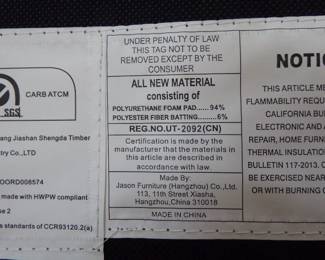 SGS
CARB ATCM
ang Jiashan Shengda Timber
try Co.,LTD
made with HWPW compliant
se 2
s standards of CCR93120.2(a)
UNDER PENALTY OF LAW
THIS TAG NOT TO BE
REMOVED EXCEPT BY THE
CONSUMER
ALL NEW MATERIAL
consisting of
POLYURETHANE FOAM PAD......94%
POLYESTER FIBER BATTING........6%
REG.NO.UT-2092(CN)
Certification is made by the
manufacturer that the materials in
this article are described in
accordance with law.
Made By:
Jason Furniture (Hangzhou) Co.,Ltd.
113, 11th Street Xiasha,
Hangzhou, China 310018
MADE IN CHINA
NOTIC
THIS ARTICLE ME
FLAMMABILITY REQUIR
CALIFORNIA BU
ELECTRONIC AND A
REPAIR, HOME FURNI
THERMAL INSULATION
BULLETIN 117-2013. C
BE EXERCISED NEAR
OR WITH BURNING C